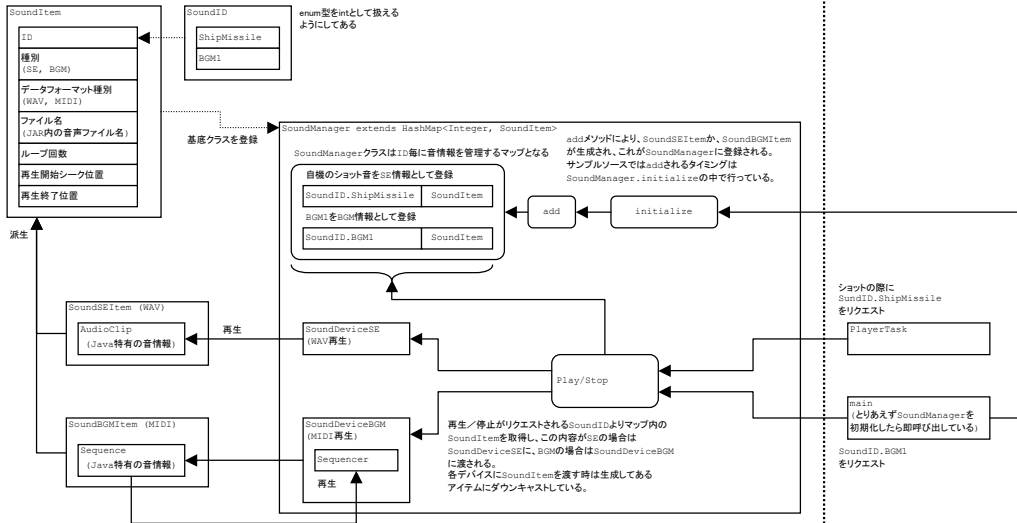 SoundItem
ID
種別
(SE, BGM)
データフォーマット種別
(WAV, MIDI)
ファイル名
(JAR内の音声ファイル名)
ループ回数
再生開始シーク位置
再生終了位置
SoundID
ShipMissile
BGM1
enum型をintとして扱える
ようにしてある
基底クラスを登録
派生
SoundManager extends HashMap<Integer, SoundItem>
SoundManagerクラスはID毎に音情報を管理するマップとなる
自機のショット音をSE情報として登録
SoundID.ShipMissile
SoundItem
BGM1をBGM情報として登録
SoundID.BGM1
SoundItem
addメソッドにより、SoundSEItemか、SoundBGMItem
が生成され、これがSoundManagerに登録される。
サンプルソースではaddされるタイミングは
SoundManager.initializeの中で行っている。
add
initialize
SoundSEItem (WAV)
AudioClip
(Java特有の音情報)
再生
SoundDeviceSE
(WAV再生)
Play/Stop
ショットの際に
SundID.ShipMissile
をリクエスト
PlayerTask
main
(とりあえずSoundManagerを
初期化したら即呼び出している)
SoundID.BGM1
をリクエスト
SoundBGMItem (MIDI)
Sequence
(Java特有の音情報)
SoundDeviceBGM
(MIDI再生)
Sequencer
再生
再生／停止がリクエストされるSoundIDよりマップ内の
SoundItemを取得し、この内容がSEの場合は
SoundDeviceSEに、BGMの場合はSoundDeviceBGM
に渡される。
各デバイスにSoundItemを渡す時は生成してある
アイテムにダウンキャストしている。